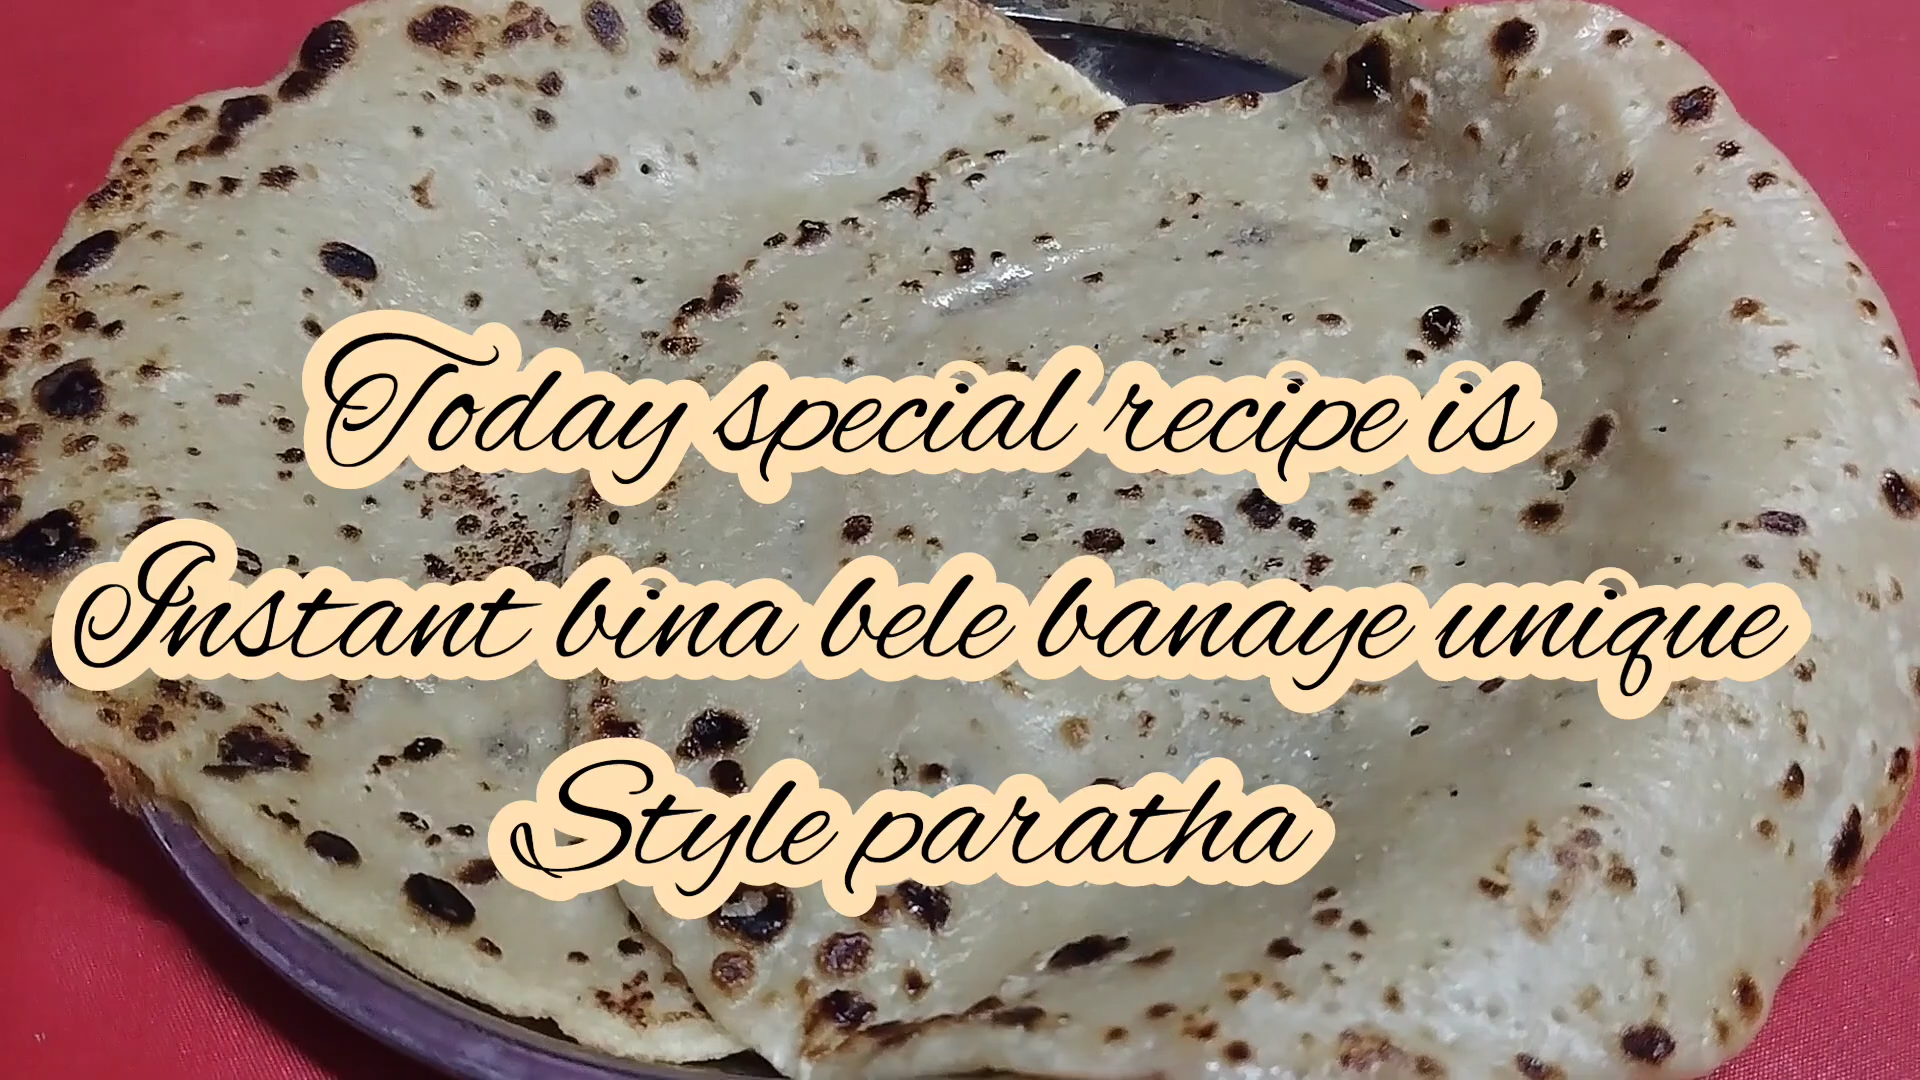 Today special recipe is
Instant bina bele banaye unique
Style paratha